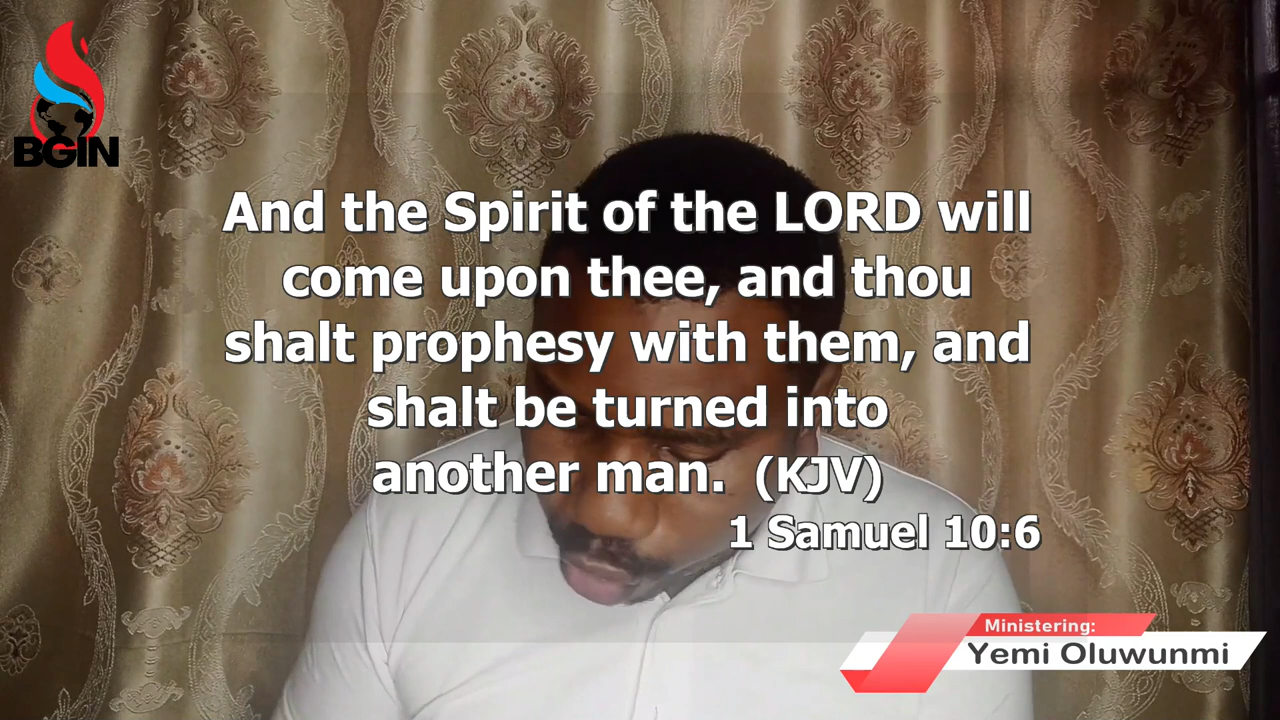 BGIN
And the Spirit of the LORD will
come upon thee, and thou
shalt prophesy with them, and
shalt be turned into
another man. (KJV)
1 Samuel 10:6
Ministering:
Yemi Oluwunmi